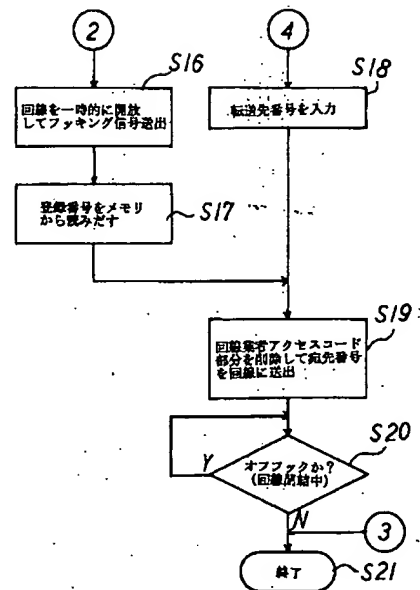 2
4
S16
S18
回線を一時的に開放
してフッキング信号送出
転送先番号を入力
登録番号をメモリ
から読みだす
S17
回線業者アクセスコード
部分を削除して宛先番号
を回線に送出
S19
オフフックか?
(回線閉結中)
S20
Y
N
3
終了
S21